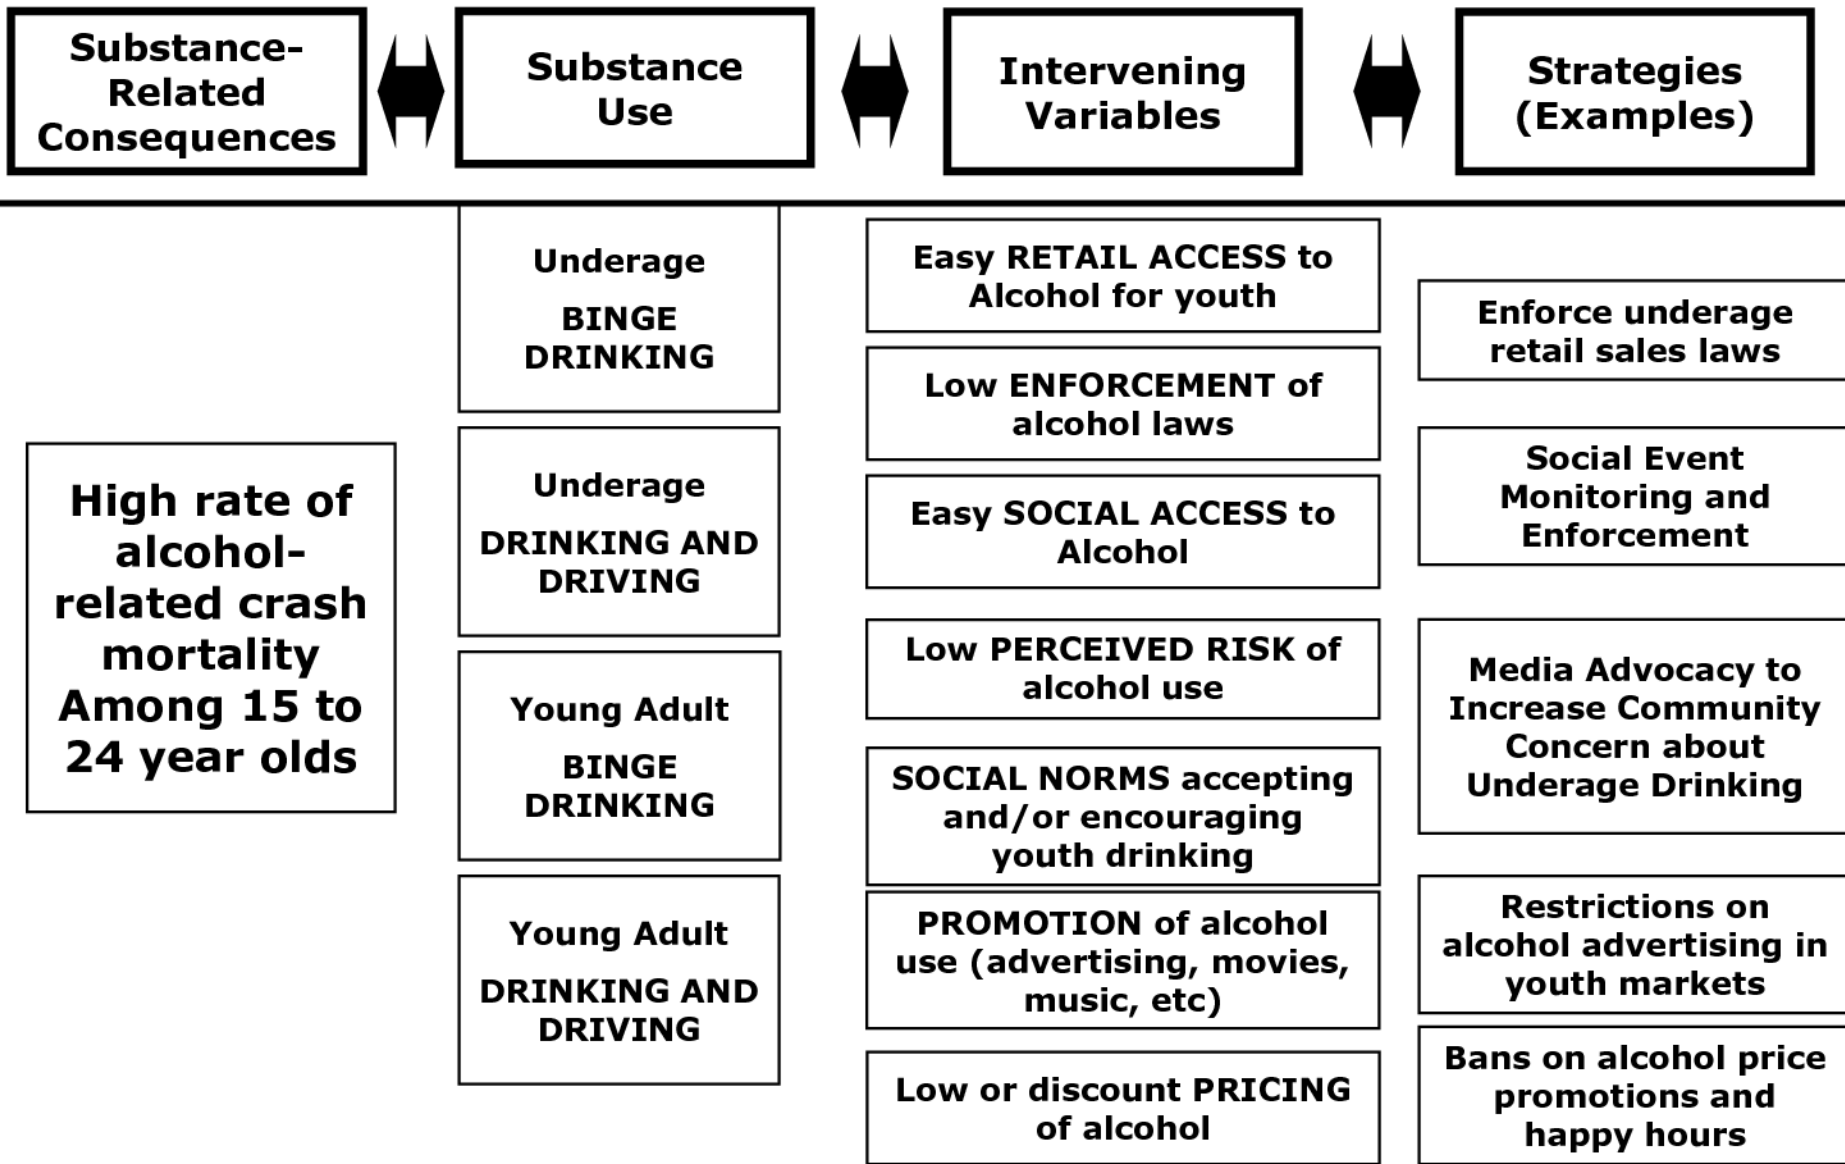 Substance-
Related
Consequences
Substance
Use
Intervening
Variables
Strategies
(Examples)
High rate of
alcohol-
related crash
mortality
Among 15 to
24 year olds
Underage
BINGE
DRINKING
Underage
DRINKING AND
DRIVING
Young Adult
BINGE
DRINKING
Young Adult
DRINKING AND
DRIVING
Easy RETAIL ACCESS to
Alcohol for youth
Low ENFORCEMENT of
alcohol laws
Easy SOCIAL ACCESS to
Alcohol
Low PERCEIVED RISK of
alcohol use
SOCIAL NORMS accepting
and/or encouraging
youth drinking
PROMOTION of alcohol
use (advertising, movies,
music, etc)
Low or discount PRICING
of alcohol
Enforce underage
retail sales laws
Social Event
Monitoring and
Enforcement
Media Advocacy to
Increase Community
Concern about
Underage Drinking
Restrictions on
alcohol advertising in
youth markets
Bans on alcohol price
promotions and
happy hours